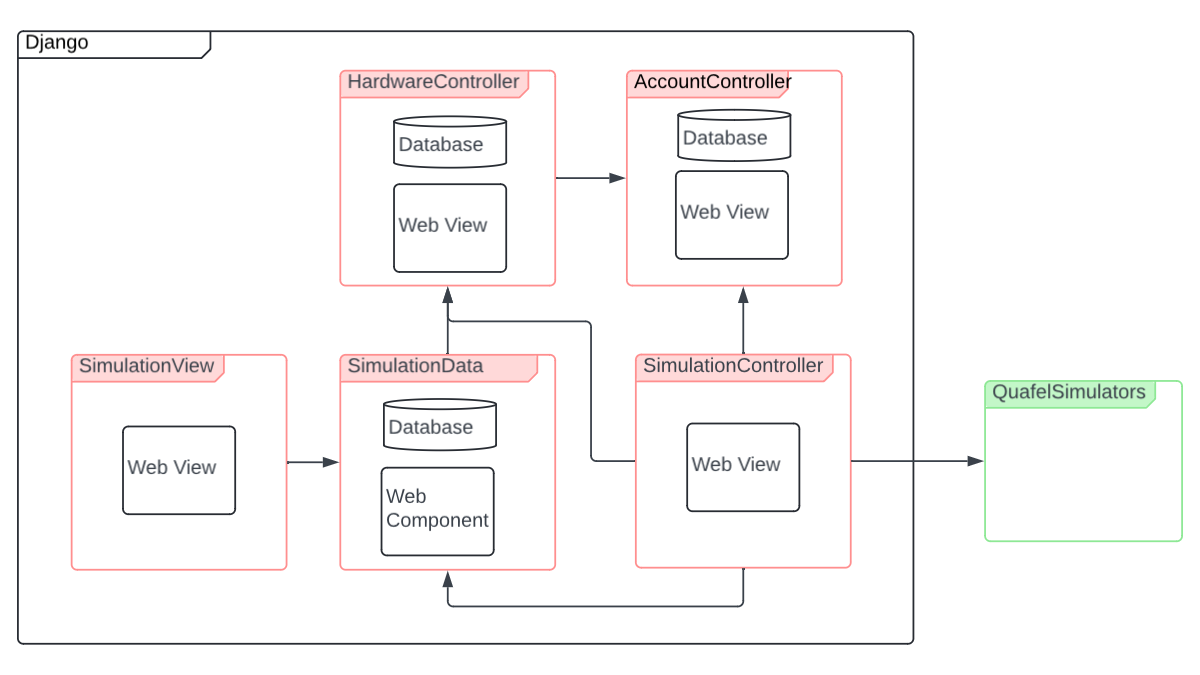 Django
HardwareController
Database
Web View
AccountController
Database
Web View
SimulationView
Web View
SimulationData
Database
Web
Component
SimulationController
Web View
QuafelSimulators